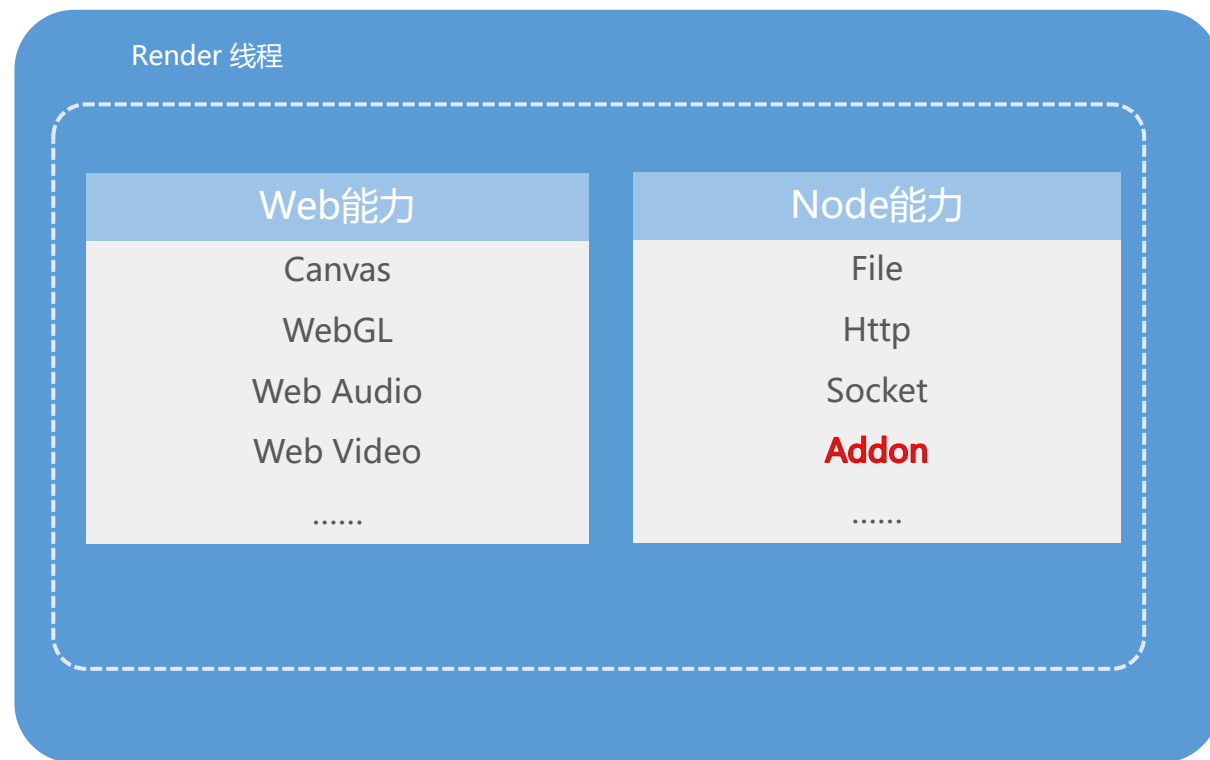 Render 线程
Web能力
Canvas
WebGL
Web Audio
Web Video
......
Node能力
File
Http
Socket
Addon
......